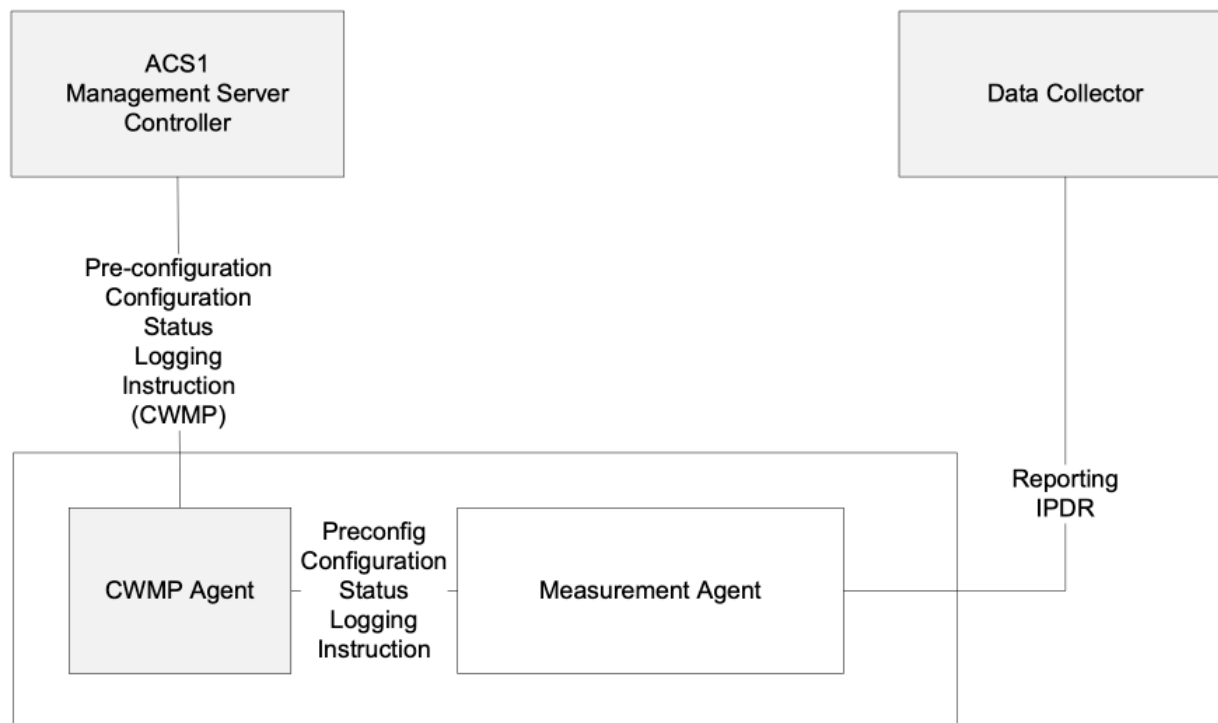 ACS1
Management Server
Controller
Data Collector
Pre-configuration
Configuration
Status
Logging
Instruction
(CWMP)
Reporting
IPDR
CWMP Agent
Preconfig
Configuration
Status
Logging
Instruction
Measurement Agent